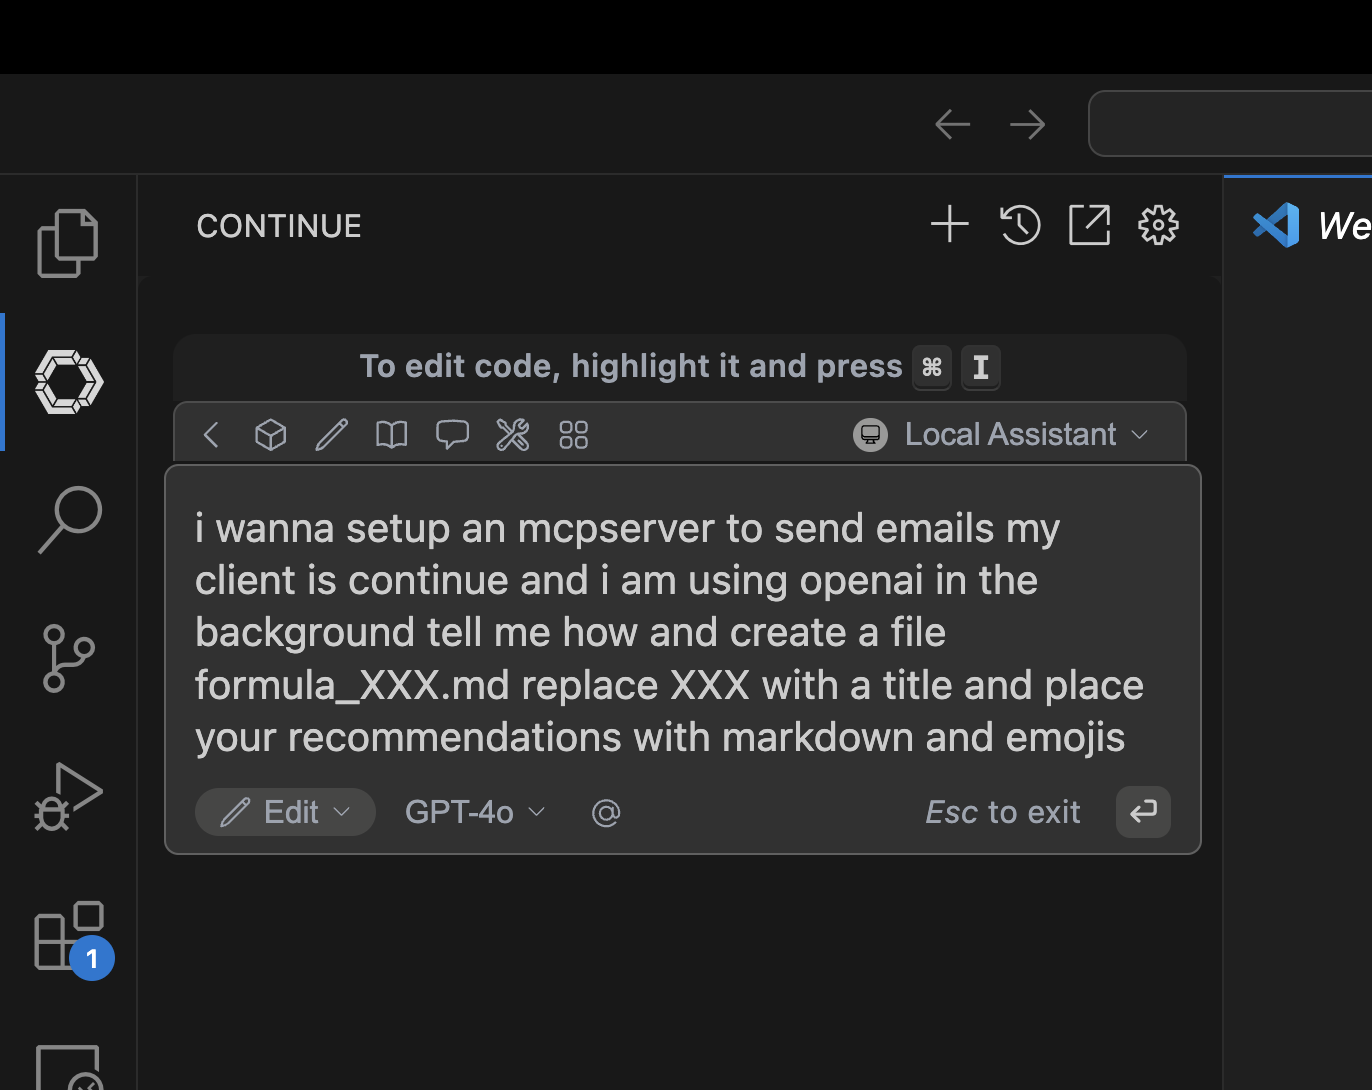 CONTINUE
We
To edit code, highlight it and press ⌘ I
Local Assistant
i wanna setup an mcpserver to send emails my
client is continue and i am using openai in the
background tell me how and create a file
formula_XXX.md replace XXX with a title and place
your recommendations with markdown and emojis
Edit GPT-4o @ Esc to exit
1